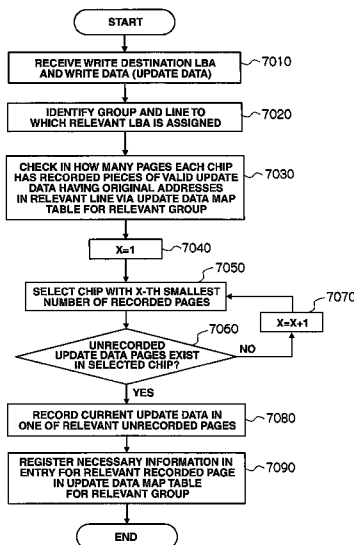 START
RECEIVE WRITE DESTINATION LBA
AND WRITE DATA (UPDATE DATA)
7010
IDENTIFY GROUP AND LINE TO
WHICH RELEVANT LBA IS ASSIGNED
7020
CHECK IN HOW MANY PAGES EACH CHIP
HAS RECORDED PIECES OF VALID UPDATE
DATA HAVING ORIGINAL ADDRESSES
IN RELEVANT LINE VIA UPDATE DATA MAP
TABLE FOR RELEVANT GROUP
7030
X=1
7040
SELECT CHIP WITH X-TH SMALLEST
NUMBER OF RECORDED PAGES
7050
UNRECORDED
UPDATE DATA PAGES EXIST
IN SELECTED CHIP?
7060
NO
X=X+1
7070
YES
RECORD CURRENT UPDATE DATA IN
ONE OF RELEVANT UNRECORDED PAGES
7080
REGISTER NECESSARY INFORMATION IN
ENTRY FOR RELEVANT RECORDED PAGE
IN UPDATE DATA MAP TABLE
FOR RELEVANT GROUP
7090
END